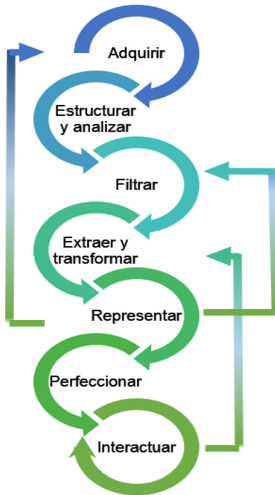 Adquirir
Estructurar
y analizar
Filtrar
Extraer y
transformar
Representar
Perfeccionar
Interactuar